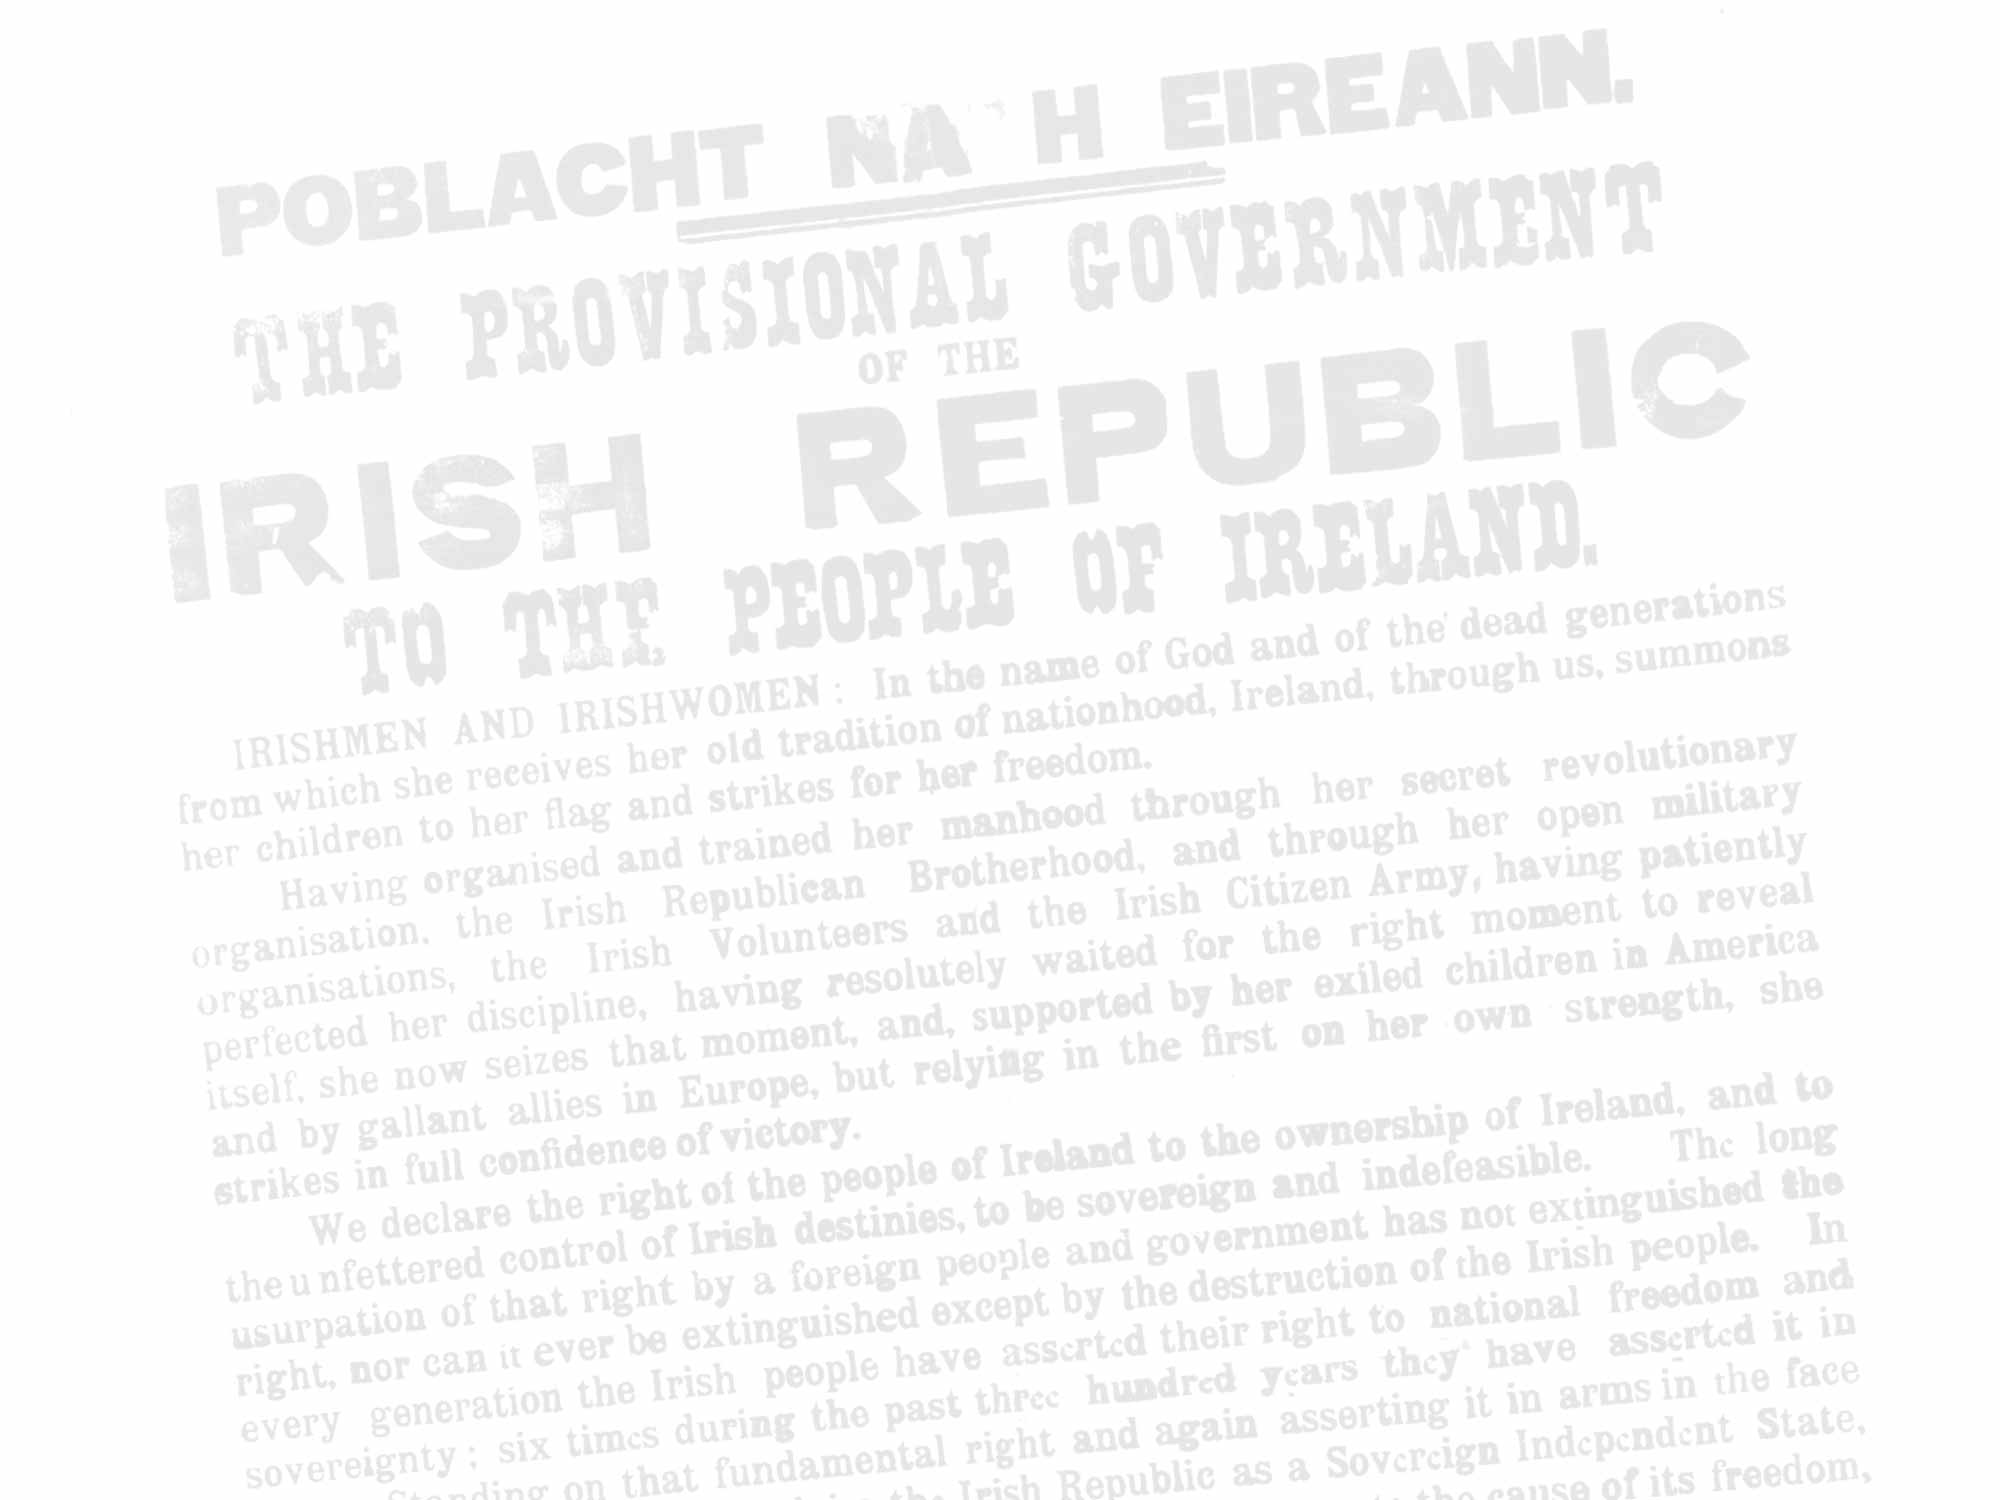 POBLACHT NA H EIREANN.
THE PROVISIONAL GOVERNMENT
OF THE
IRISH REPUBLIC
TO THE PEOPLE OF IRELAND.
IRISHMEN AND IRISHWOMEN : In the name of God and of the dead generations
from which she receives her old tradition of nationhood, Ireland, through us, summons
her children to her flag and strikes for her freedom.
Having organised and trained her manhood through her secret revolutionary
organisation, the Irish Republican Brotherhood, and through her open military
organisations, the Irish Volunteers and the Irish Citizen Army, having patiently
perfected her discipline, having resolutely waited for the right moment to reveal
itself, she now seizes that moment, and, supported by her exiled children in America
and by gallant allies in Europe, but relying in the first on her own strength, she
strikes in full confidence of victory.
We declare the right of the people of Ireland to the ownership of Ireland, and to
the u nfettered control of Irish destinies, to be sovereign and indefeasible. The long
usurpation of that right by a foreign people and government has not extinguished the
right, nor can it ever be extinguished except by the destruction of the Irish people. In
every generation the Irish people have asserted their right to national freedom and
sovereignty ; six times during the past three hundred years they have asserted it in
Standing on that fundamental right and again asserting it in arms in the face
the Irish Republic as a Sovereign Independent State,
the cause of its freedom,